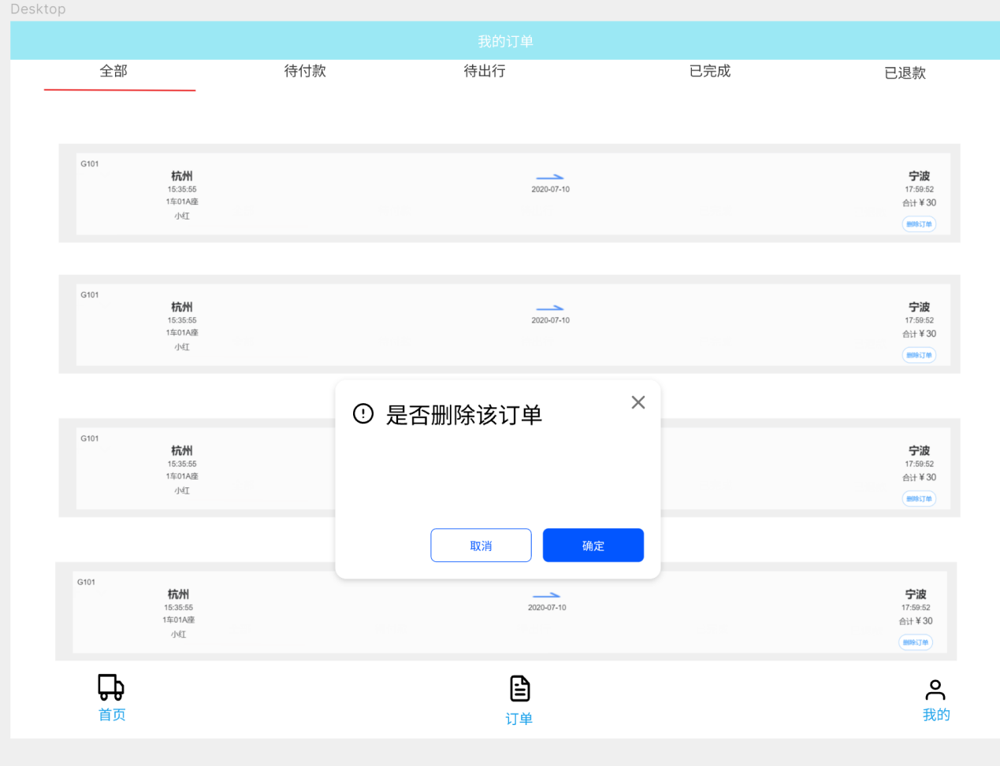 Desktop
我的订单
全部
待付款
待出行
已完成
已退款
G101
杭州
15:35:55
1车01A座
小红
2020-07-10
宁波
17:59:52
合计¥30
删除订单
G101
杭州
15:35:55
1车01A座
小红
2020-07-10
宁波
17:59:52
合计¥30
删除订单
是否删除该订单
取消
确定
G101
杭州
15:35:55
1车01A座
小红
宁波
17:59:52
合计¥30
删除订单
G101
杭州
15:35:55
1车01A座
小红
2020-07-10
宁波
17:59:52
合计¥30
删除订单
首页
订单
我的